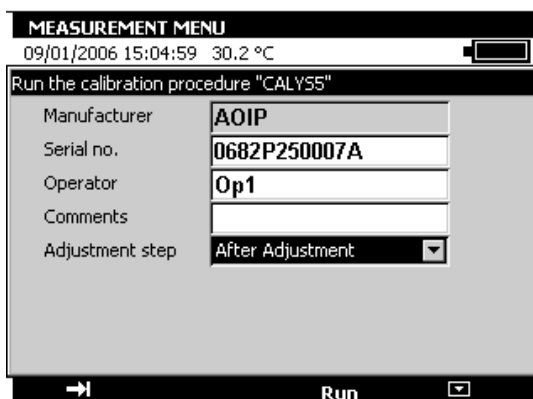 MEASUREMENT MENU
09/01/2006 15:04:59 30.2 °C
Run the calibration procedure "CALYS5"
Manufacturer AOIP
Serial no. 0682P250007A
Operator Op1
Comments
Adjustment step After Adjustment
Run